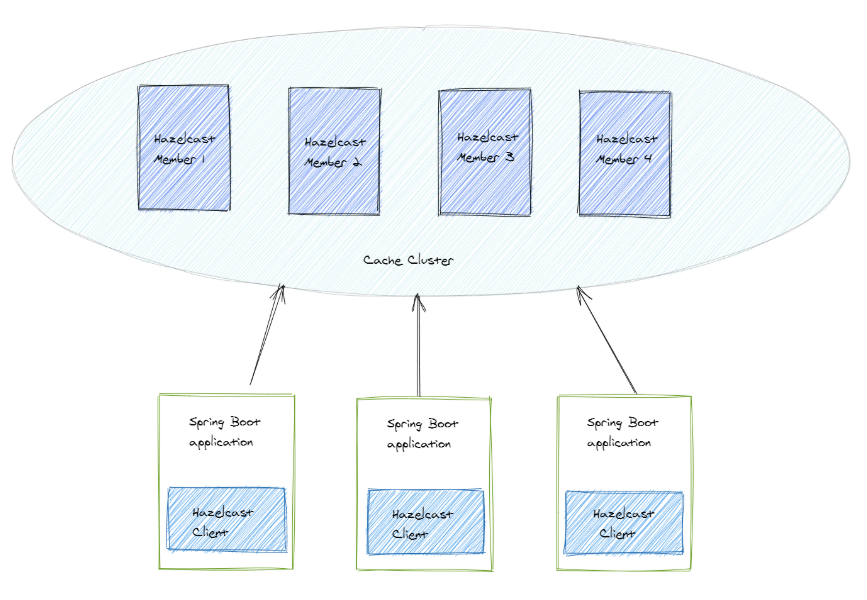 Hazelcast
Member 1
Hazelcast
Member 2
Hazelcast
Member 3
Hazelcast
Member 4
Cache Cluster
Spring Boot
application
Hazelcast
Client
Spring Boot
application
Hazelcast
Client
Spring Boot
application
Hazelcast
Client